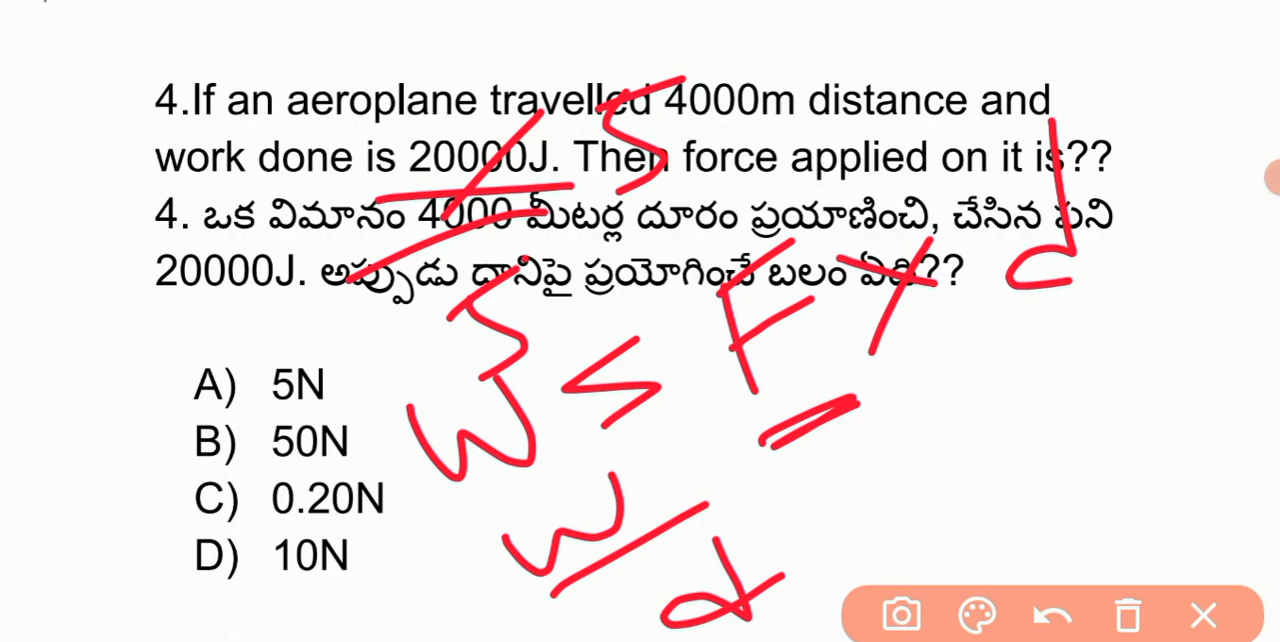 4.If an aeroplane travelled 4000m distance and
work done is 20000J. Then force applied on it is??
4. ఒక విమానం 4000 మీటర్ల దూరం ప్రయాణించి, చేసిన పని
20000J. అప్పుడు దానిపై ప్రయోగించే బలం ఏది??
A) 5N
B) 50N
C) 0.20N
D) 10N
W = F x d
W/d